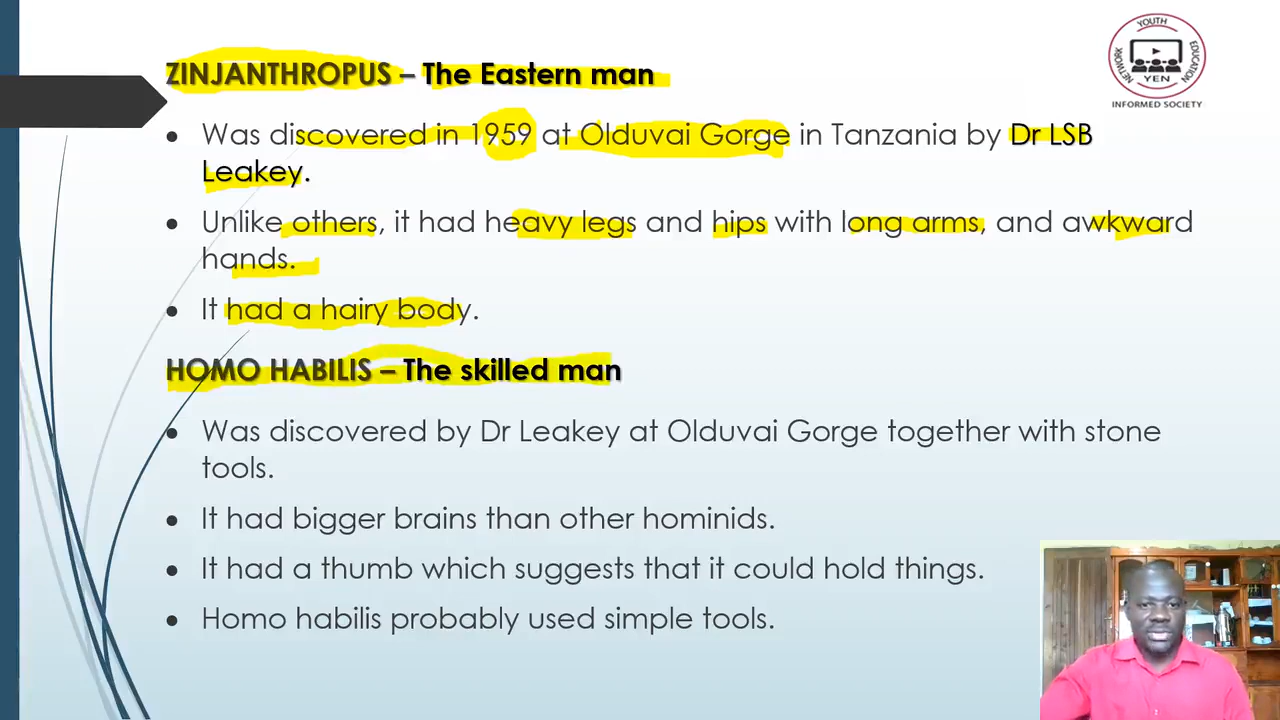 ZINJANTHROPUS – The Eastern man
• Was discovered in 1959 at Olduvai Gorge in Tanzania by Dr LSB
Leakey.
• Unlike others, it had heavy legs and hips with long arms, and awkward
hands.
• It had a hairy body.
HOMO HABILIS – The skilled man
• Was discovered by Dr Leakey at Olduvai Gorge together with stone
tools.
• It had bigger brains than other hominids.
• It had a thumb which suggests that it could hold things.
• Homo habilis probably used simple tools.
YOUTH
EDUCATION
NETWORK
YEN
INFORMED SOCIETY